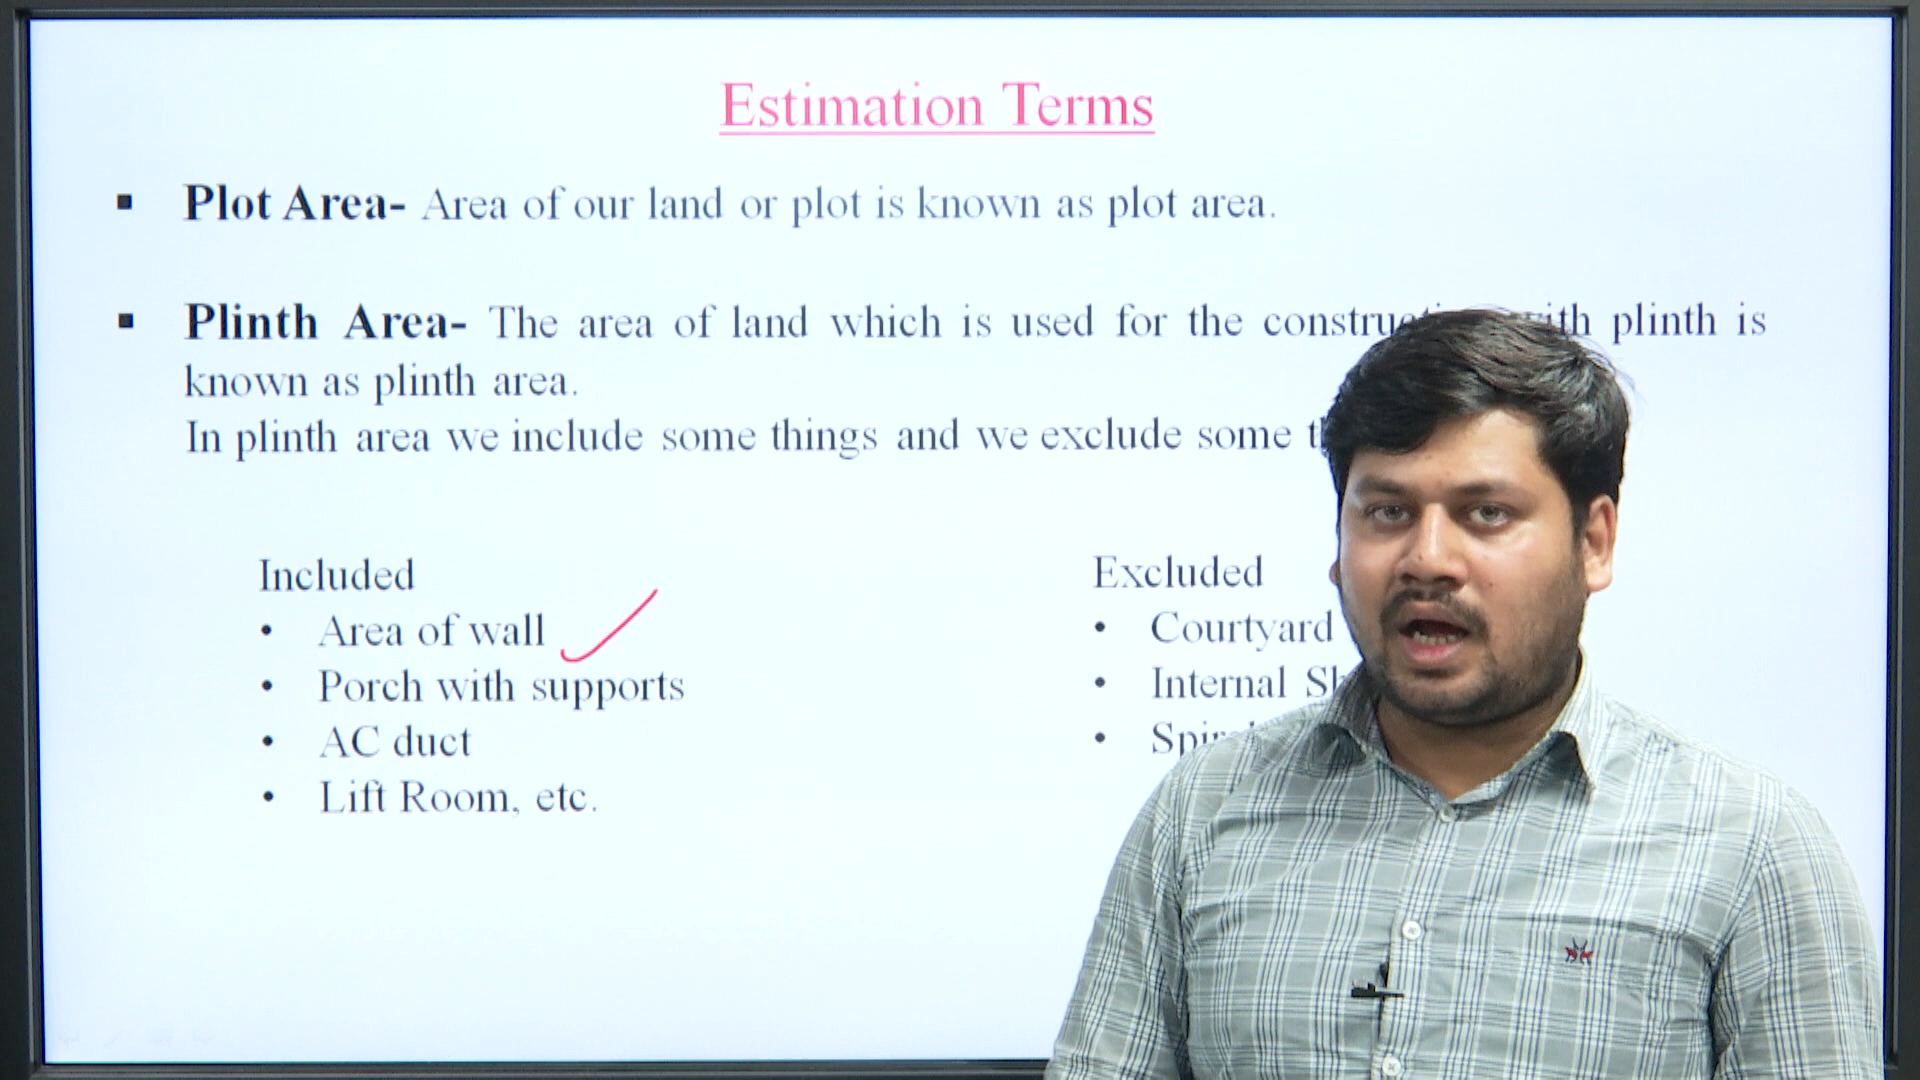 Estimation Terms
Plot Area- Area of our land or plot is known as plot area.
Plinth Area- The area of land which is used for the with plinth is
known as plinth area.
In plinth area we include some things and we exclude some
Included
Area of wall
Porch with supports
AC duct
Lift Room, etc.
Excluded
Courtyard
Internal